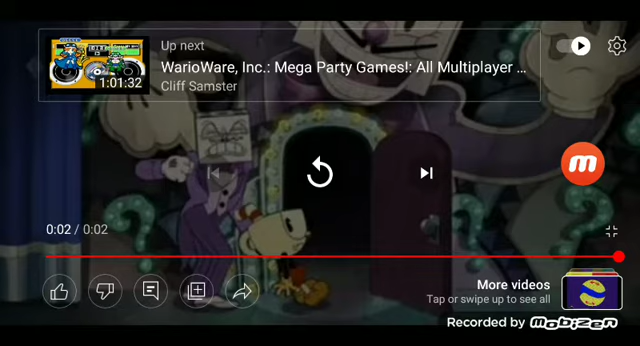 Up next
WarioWare, Inc.: Mega Party Games!: All Multiplayer ...
1:01:32
Cliff Samster
m
0:02 / 0:02
More videos
Tap or swipe up to see all
Recorded by Mobizen